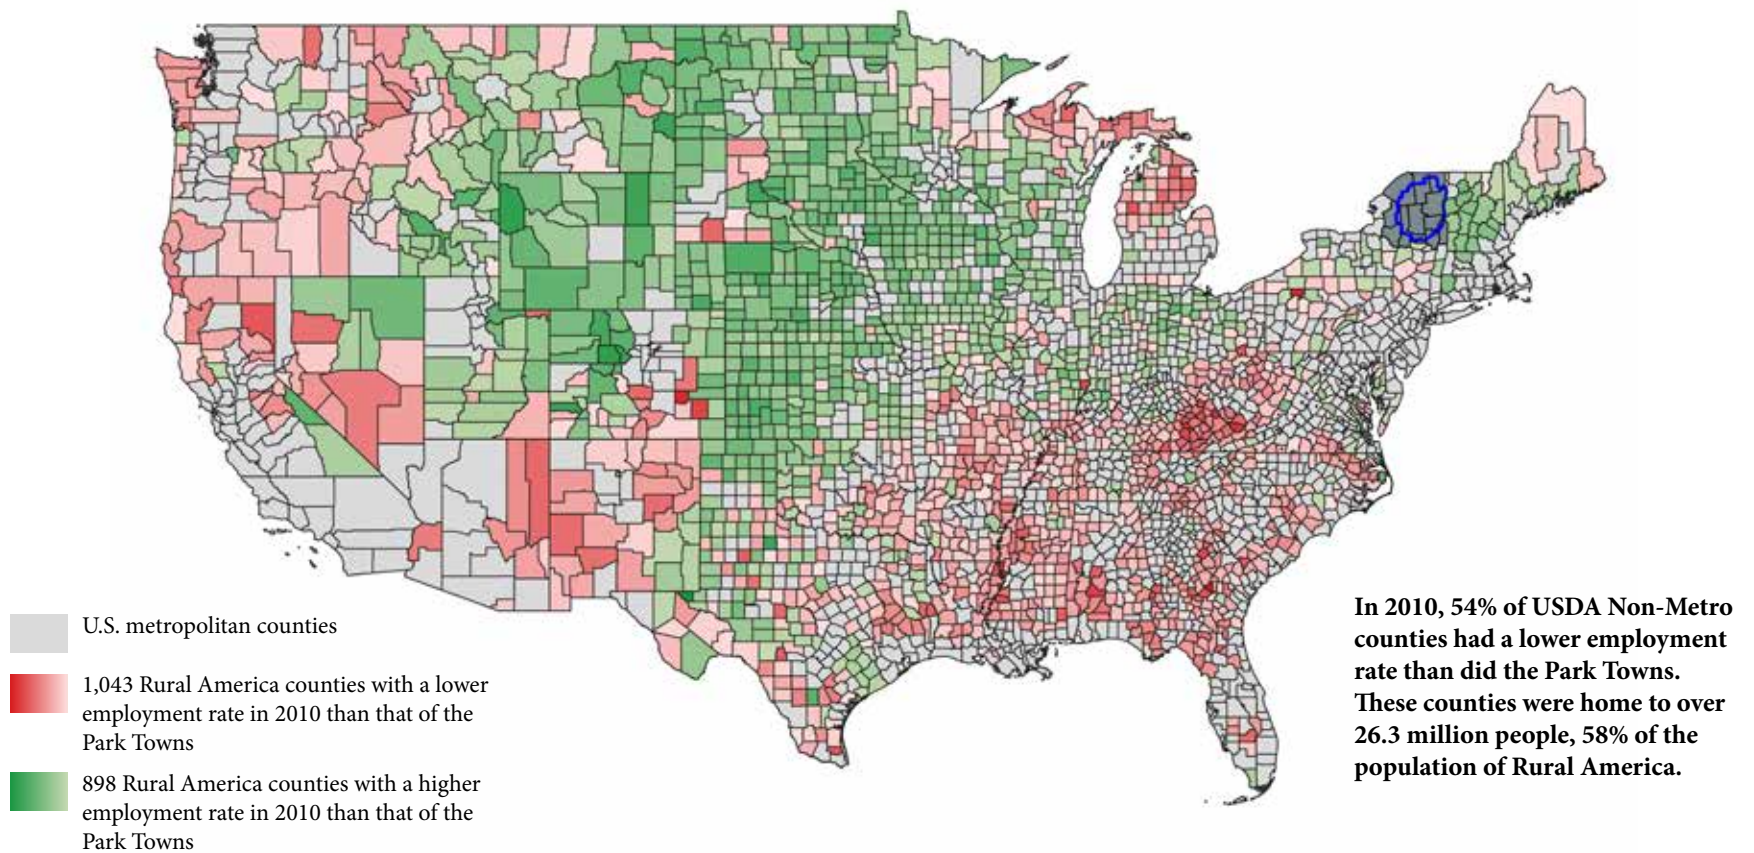 U.S. metropolitan counties
1,043 Rural America counties with a lower
employment rate in 2010 than that of the
Park Towns
898 Rural America counties with a higher
employment rate in 2010 than that of the
Park Towns
In 2010, 54% of USDA Non-Metro
counties had a lower employment
rate than did the Park Towns.
These counties were home to over
26.3 million people, 58% of the
population of Rural America.